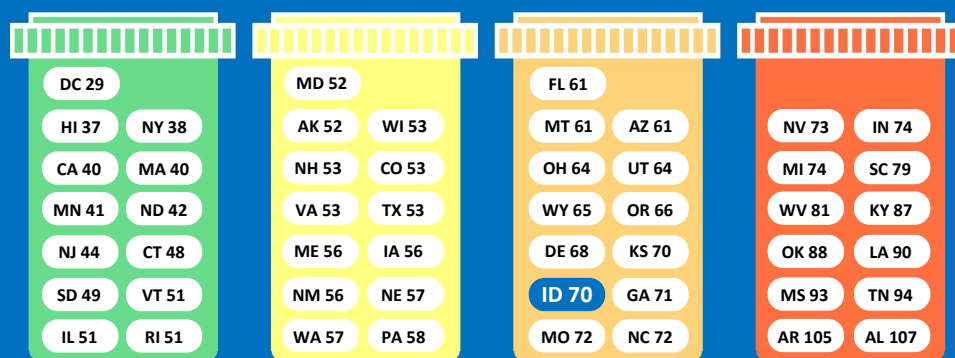 DC 29
HI 37 NY 38
CA 40 MA 40
MN 41 ND 42
NJ 44 CT 48
SD 49 VT 51
IL 51 RI 51
MD 52
AK 52 WI 53
NH 53 CO 53
VA 53 TX 53
ME 56 IA 56
NM 56 NE 57
WA 57 PA 58
FL 61
MT 61 AZ 61
OH 64 UT 64
WY 65 OR 66
DE 68 KS 70
ID 70 GA 71
MO 72 NC 72
NV 73 IN 74
MI 74 SC 79
WV 81 KY 87
OK 88 LA 90
MS 93 TN 94
AR 105 AL 107